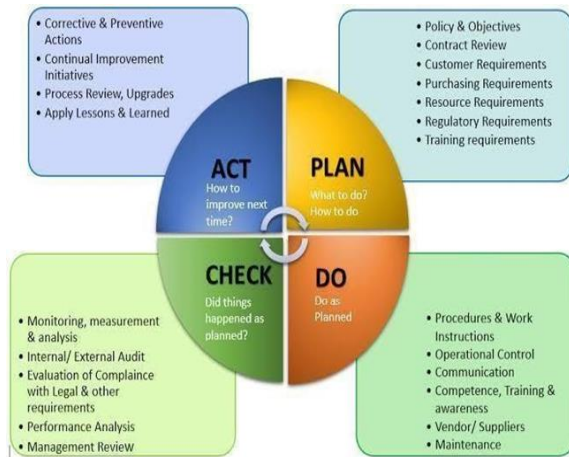 • Corrective & Preventive
Actions
• Continual Improvement
Initiatives
• Process Review, Upgrades
• Apply Lessons & Learned
• Policy & Objectives
• Contract Review
• Customer Requirements
• Purchasing Requirements
• Resource Requirements
• Regulatory Requirements
• Training requirements
ACT
How to
improve next
time?
PLAN
What to do?
How to do
CHECK
Did things
happened as
planned?
DO
Do as
Planned
• Monitoring, measurement
& analysis
• Internal/ External Audit
• Evaluation of Complaince
with Legal & other
requirements
• Performance Analysis
• Management Review
• Procedures & Work
Instructions
• Operational Control
• Communication
• Competence, Training &
awareness
• Vendor/ Suppliers
• Maintenance